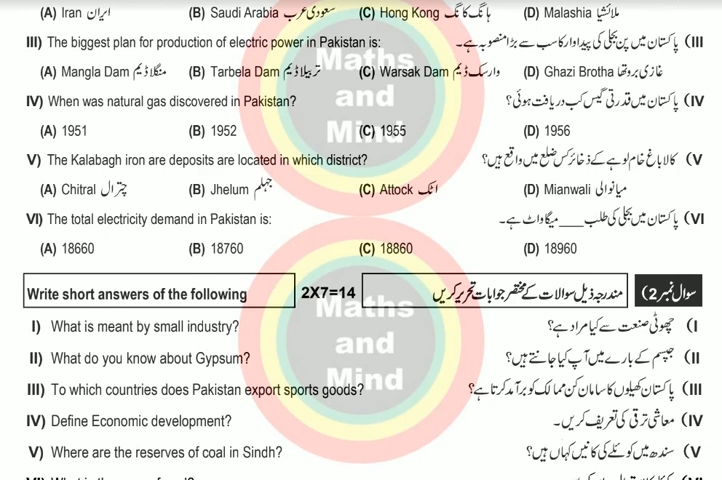 (A) Iran ایران (B) Saudi Arabia سعودی عرب (C) Hong Kong ہانگ کانگ (D) Malashia ملائشیا
III) The biggest plan for production of electric power in Pakistan is: پاکستان میں پن بجلی کی پیداوار کا سب سے بڑا منصوبہ ہے۔ (III
(A) Mangla Dam منگلا ڈیم (B) Tarbela Dam تربیلا ڈیم (C) Warsak Dam وارسک ڈیم (D) Ghazi Brotha غازی بروتھا
IV) When was natural gas discovered in Pakistan? پاکستان میں قدرتی گیس کب دریافت ہوئی؟ (IV
(A) 1951 (B) 1952 (C) 1955 (D) 1956
V) The Kalabagh iron are deposits are located in which district? کالا باغ خام لوہے کے ذخائر کس ضلع میں واقع ہیں؟ (V
(A) Chitral چترال (B) Jhelum جہلم (C) Attock اٹک (D) Mianwali میانوالی
VI) The total electricity demand in Pakistan is: پاکستان میں بجلی کی طلب ___ میگا واٹ ہے۔ (VI
(A) 18660 (B) 18760 (C) 18860 (D) 18960
Write short answers of the following 2X7=14 مندرجہ ذیل سوالات کے مختصر جوابات تحریر کریں سوال نمبر 2)
I) What is meant by small industry? چھوٹی صنعت سے کیا مراد ہے؟ (I
II) What do you know about Gypsum? جپسم کے بارے میں آپ کیا جانتے ہیں؟ (II
III) To which countries does Pakistan export sports goods? پاکستان کھیلوں کا سامان کن ممالک کو برآمد کرتا ہے؟ (III
IV) Define Economic development? معاشی ترقی کی تعریف کریں۔ (IV
V) Where are the reserves of coal in Sindh? سندھ میں کوئلے کی کانیں کہاں ہیں؟ (V
Maths
and
Mind
Maths
and
Mind